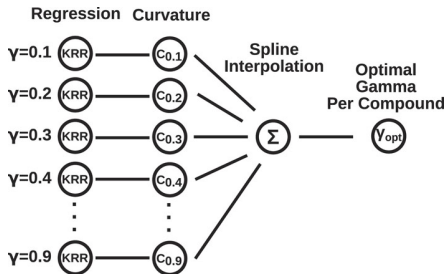 Regression Curvature
γ=0.1 KRR C0.1
γ=0.2 KRR C0.2
γ=0.3 KRR C0.3
γ=0.4 KRR C0.4
γ=0.9 KRR C0.9
Spline
Interpolation
Σ
Optimal
Gamma
Per Compound
γopt